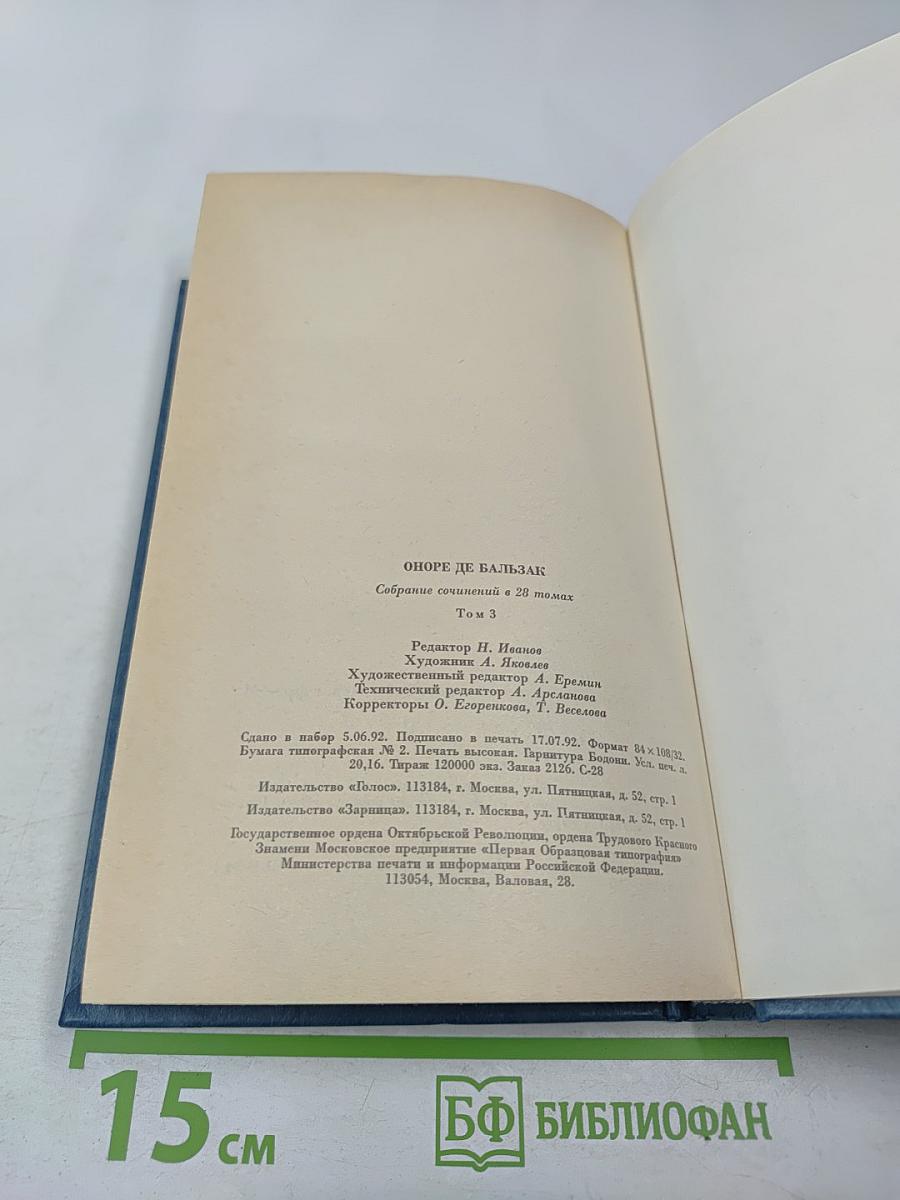 ОНОРЕ ДЕ БАЛЬЗАК
Собрание сочинений в 28 томах
Том 3
Редактор Н. Иванов
Художник А. Яковлев
Художественный редактор А. Еремин
Технический редактор А. Арсланова
Корректоры О. Егоренкова, Т. Веселова
Сдано в набор 5.06.92. Подписано в печать 17.07.92. Формат 84×108/32.
Бумага типографская № 2. Печать высокая. Гарнитура Бодони. Усл. печ. л.
20,16. Тираж 120000 экз. Заказ 2126. С-28
Издательство «Голос». 113184, г. Москва, ул. Пятницкая, д. 52, стр. 1
Издательство «Зарница». 113184, г. Москва, ул. Пятницкая, д. 52, стр. 1
Государственное ордена Октябрьской Революции, ордена Трудового Красного
Знамени Московское предприятие «Первая Образцовая типография»
Министерства печати и информации Российской Федерации.
113054, Москва, Валовая, 28.
15 см
БФ БИБЛИОФАН